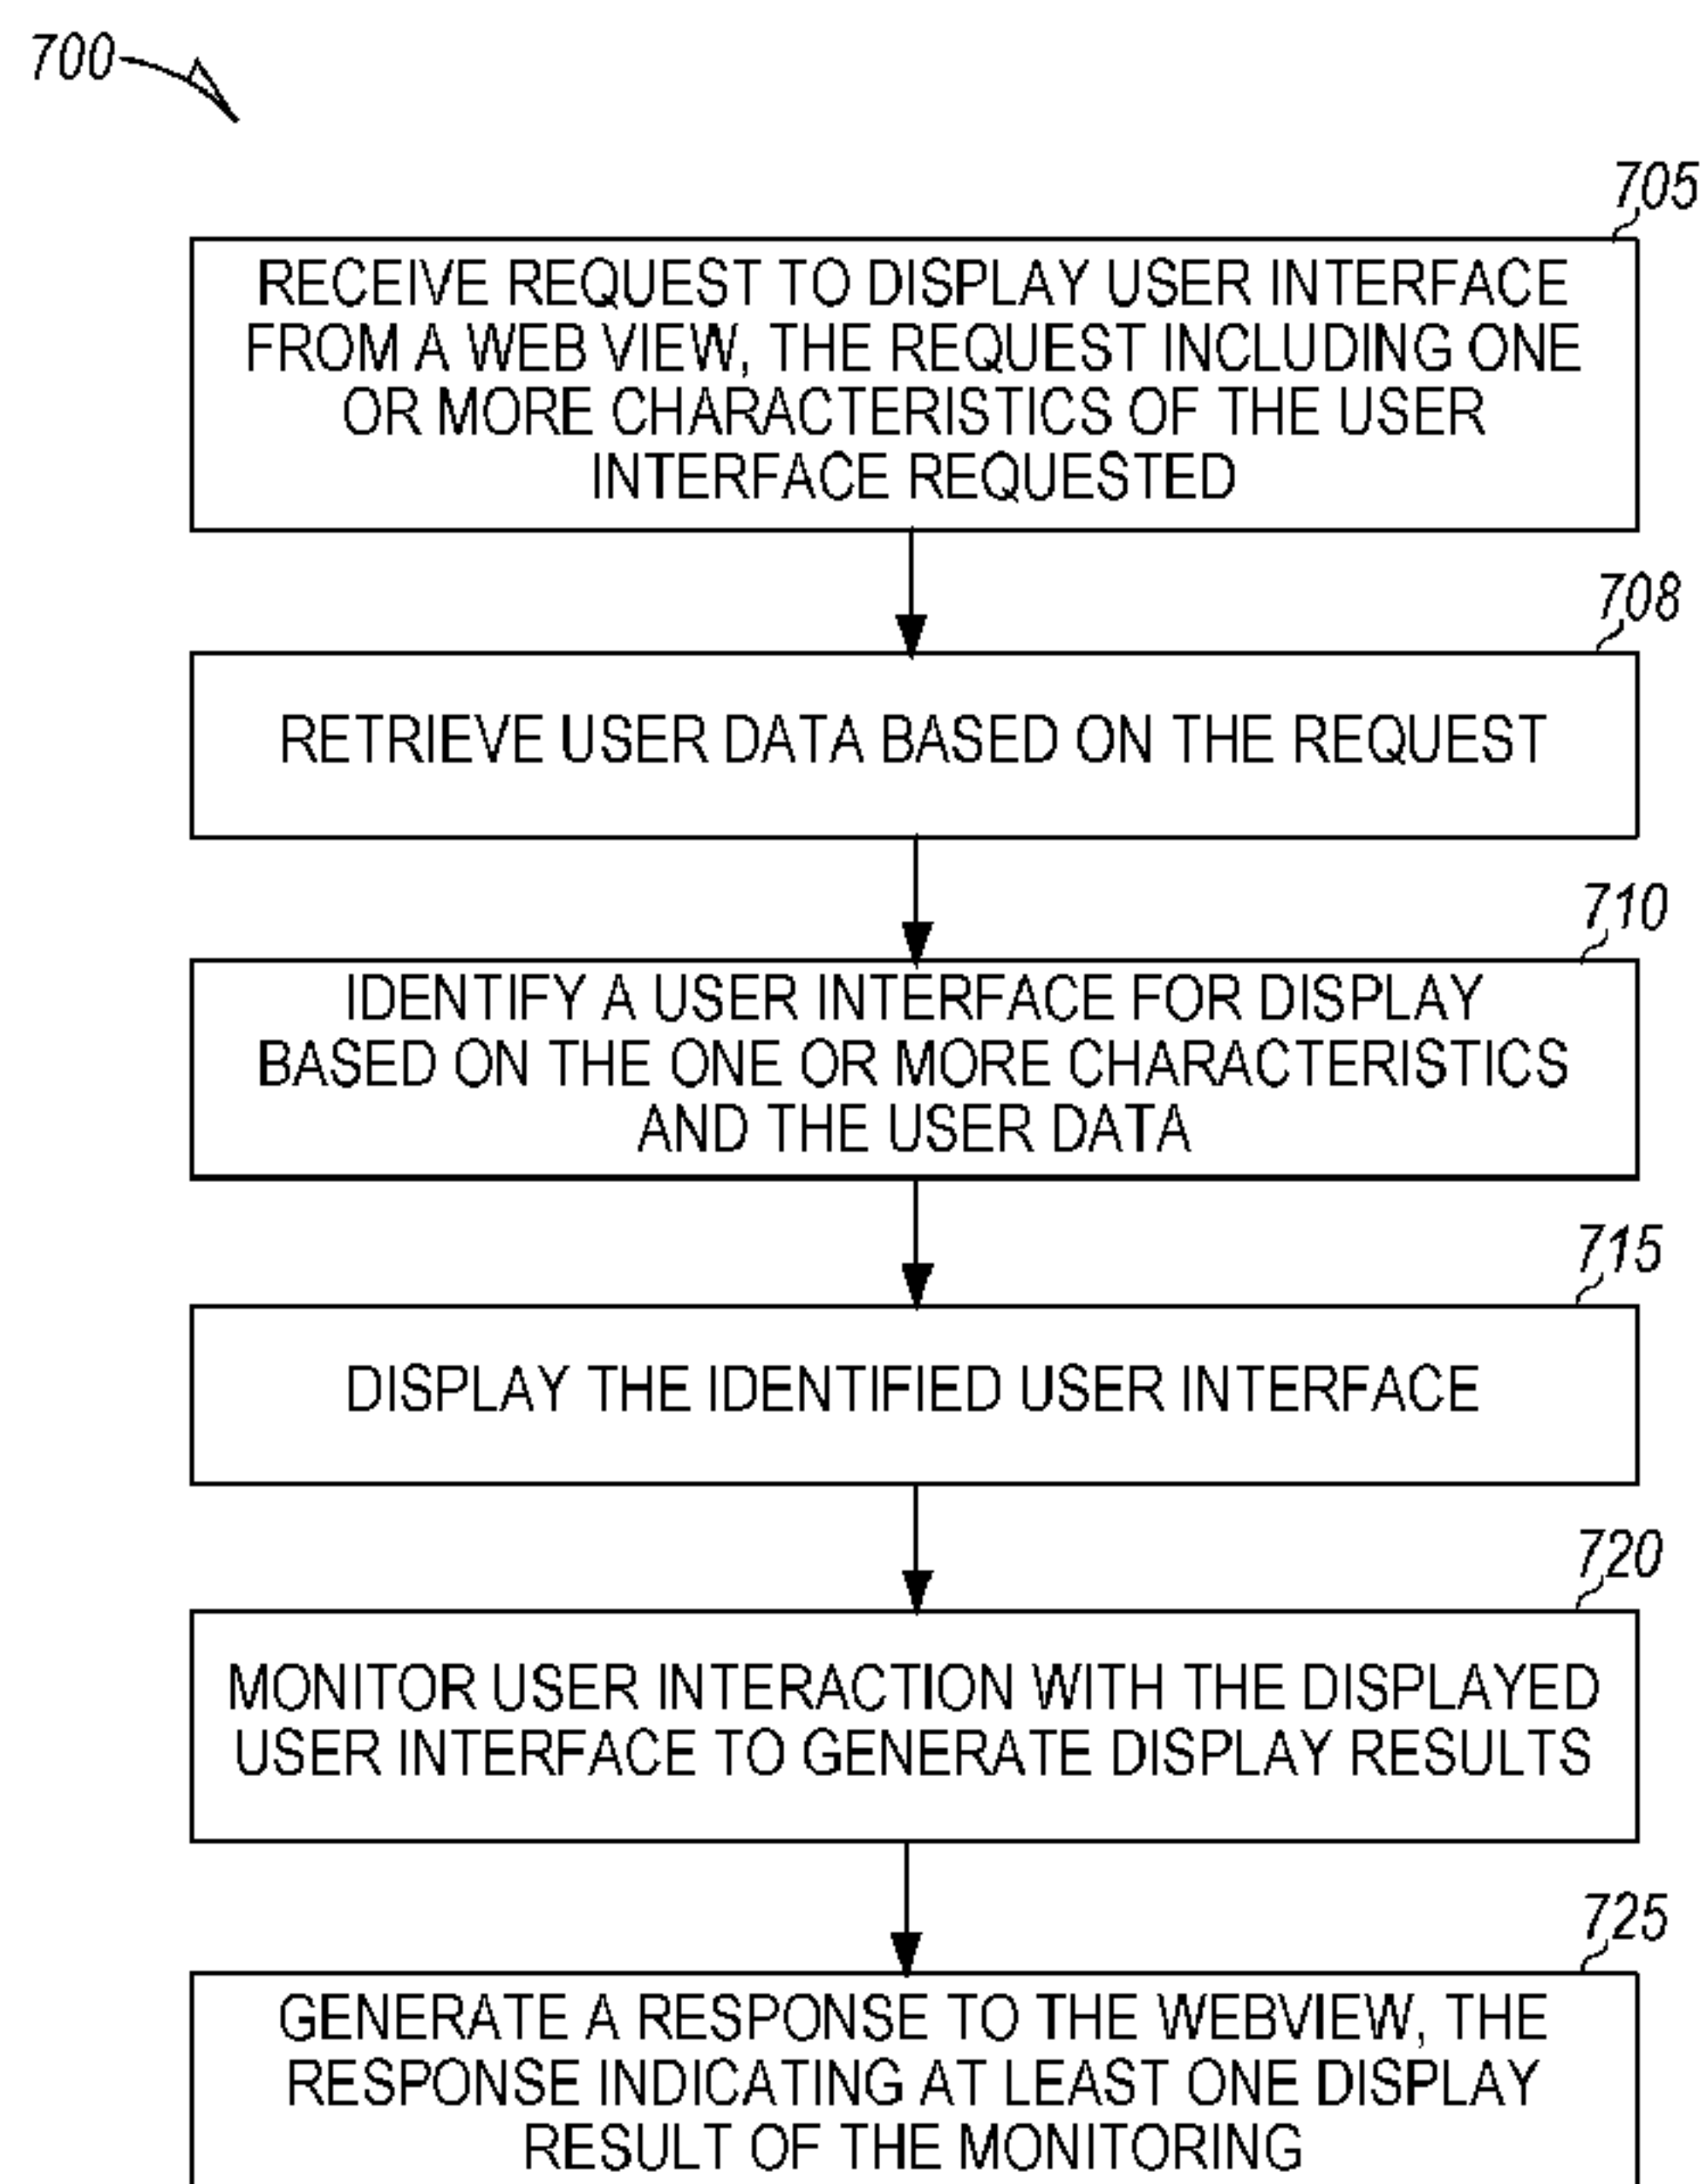 700
705
RECEIVE REQUEST TO DISPLAY USER INTERFACE
FROM A WEB VIEW, THE REQUEST INCLUDING ONE
OR MORE CHARACTERISTICS OF THE USER
INTERFACE REQUESTED
708
RETRIEVE USER DATA BASED ON THE REQUEST
710
IDENTIFY A USER INTERFACE FOR DISPLAY
BASED ON THE ONE OR MORE CHARACTERISTICS
AND THE USER DATA
715
DISPLAY THE IDENTIFIED USER INTERFACE
720
MONITOR USER INTERACTION WITH THE DISPLAYED
USER INTERFACE TO GENERATE DISPLAY RESULTS
725
GENERATE A RESPONSE TO THE WEBVIEW, THE
RESPONSE INDICATING AT LEAST ONE DISPLAY
RESULT OF THE MONITORING